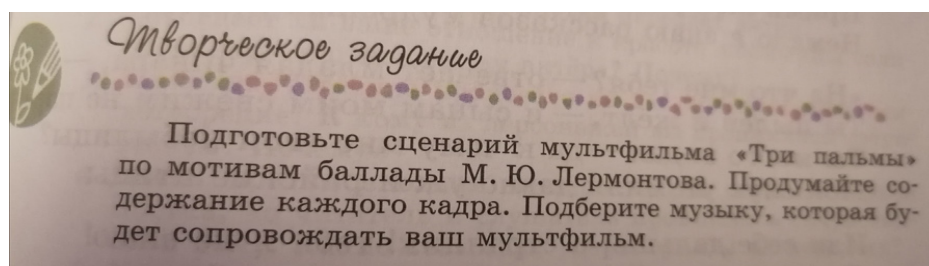 Творческое задание
Подготовьте сценарий мультфильма «Три пальмы»
по мотивам баллады М. Ю. Лермонтова. Продумайте со-
держание каждого кадра. Подберите музыку, которая бу-
дет сопровождать ваш мультфильм.